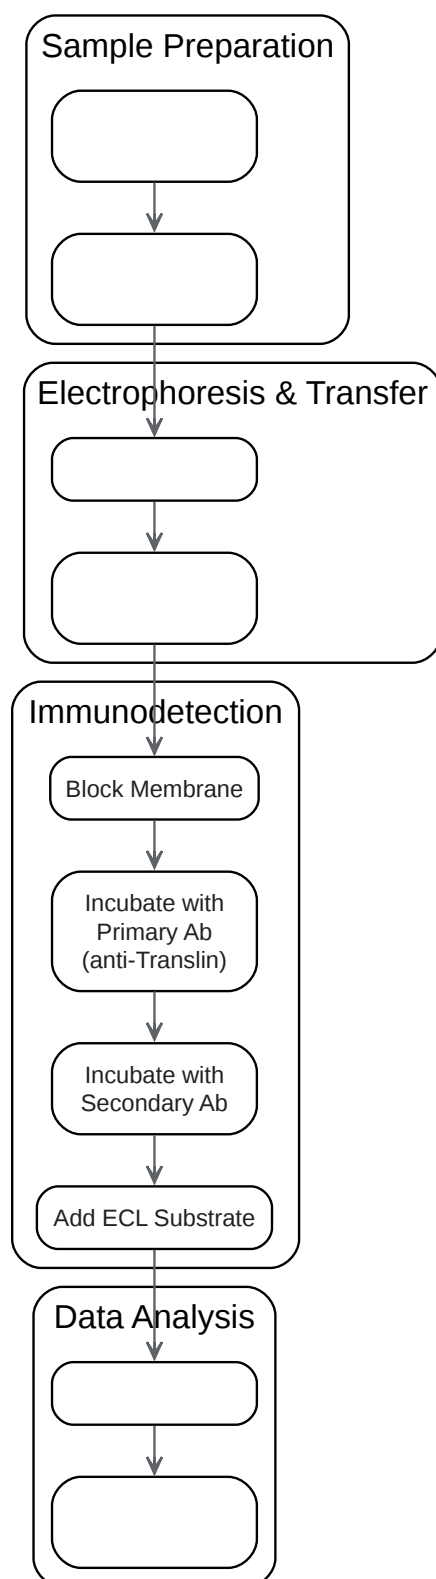 Sample Preparation
Electrophoresis & Transfer
Immunodetection
Block Membrane
Incubate with
Primary Ab
(anti-Translin)
Incubate with
Secondary Ab
Add ECL Substrate
Data Analysis